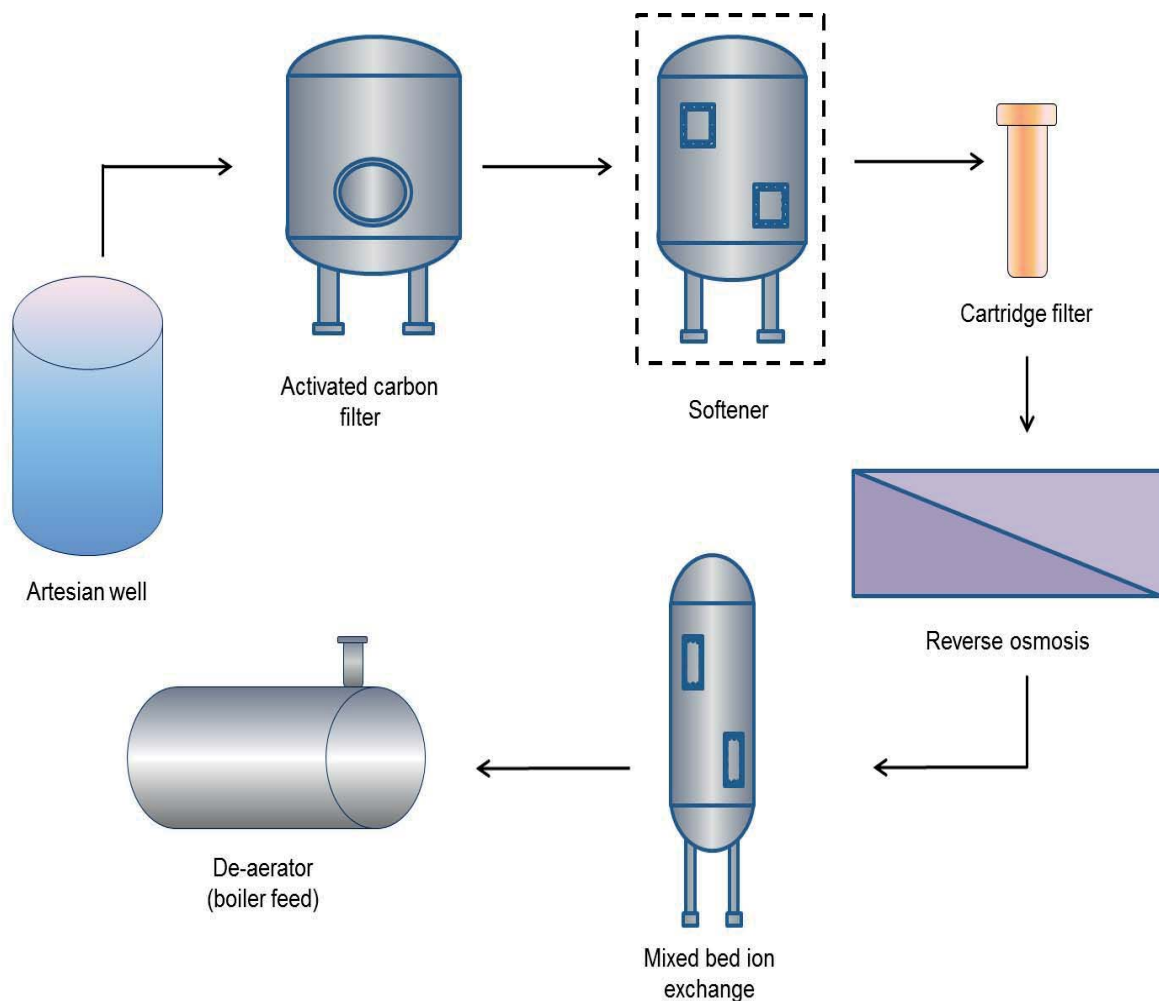 Artesian well
Activated carbon
filter
Softener
Cartridge filter
Reverse osmosis
Mixed bed ion
exchange
De-aerator
(boiler feed)